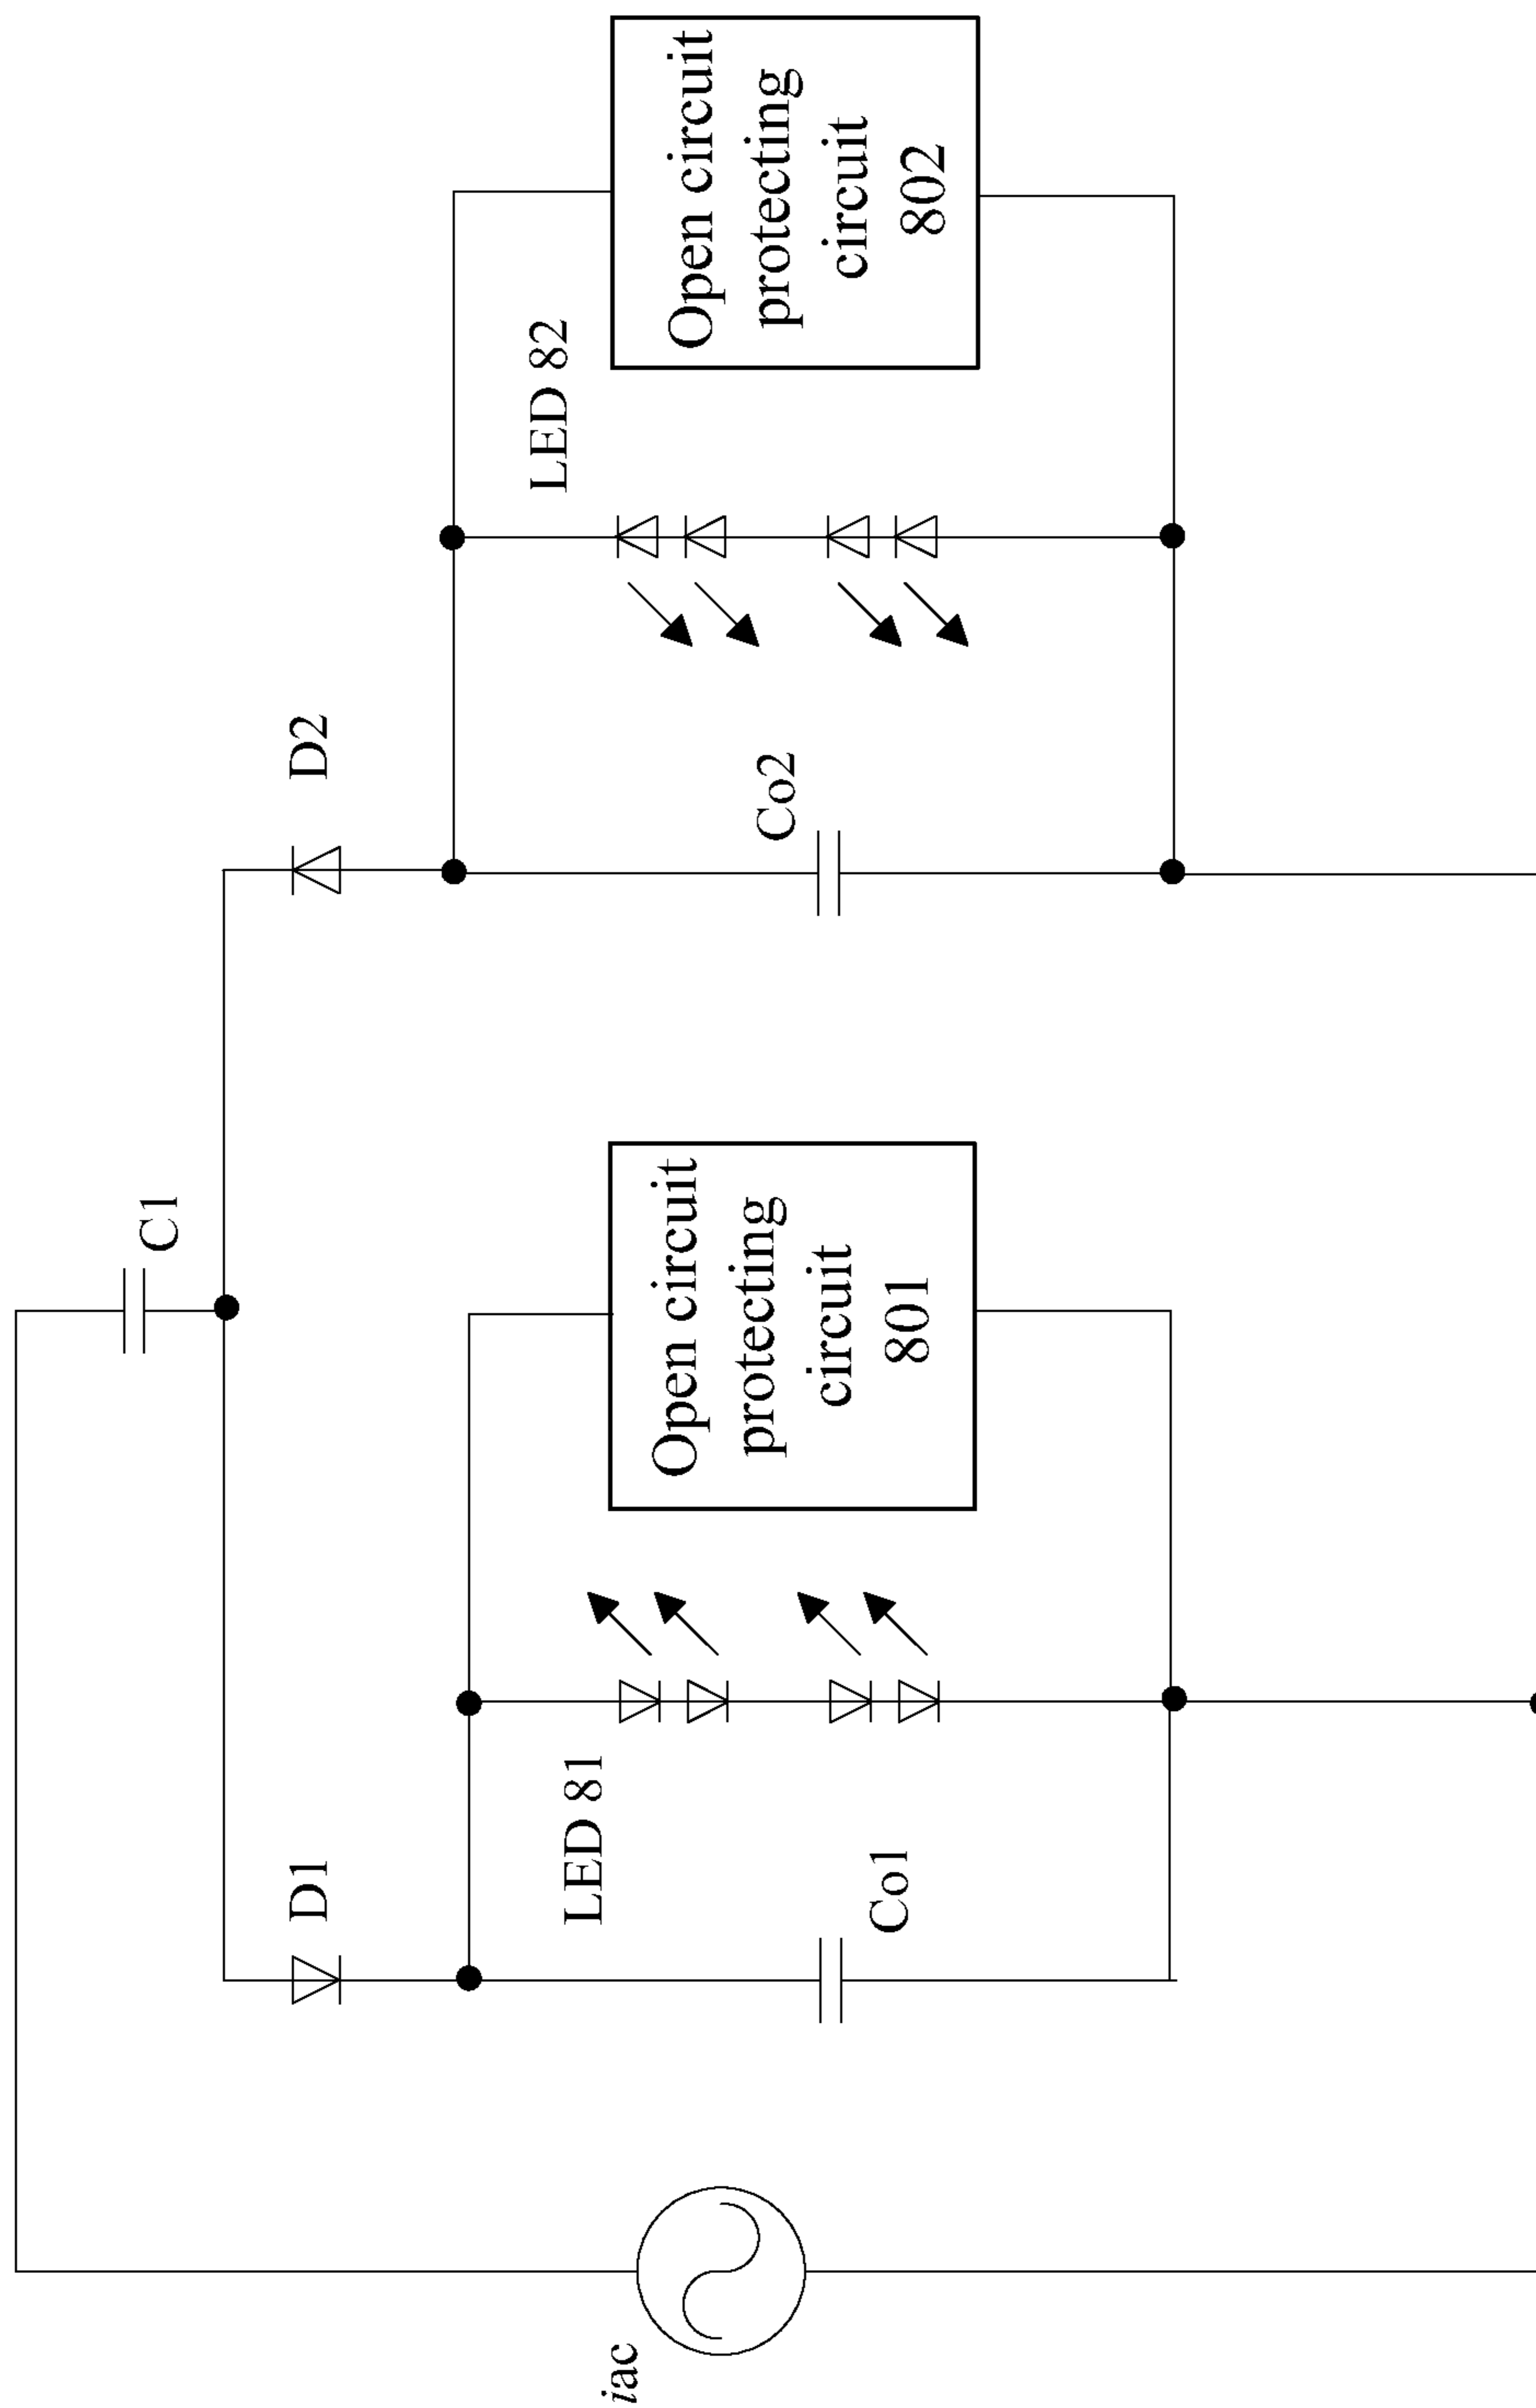 C1
D1
D2
LED 81
Co1
Open circuit
protecting
circuit
801
Co2
LED 82
Open circuit
protecting
circuit
802
iac